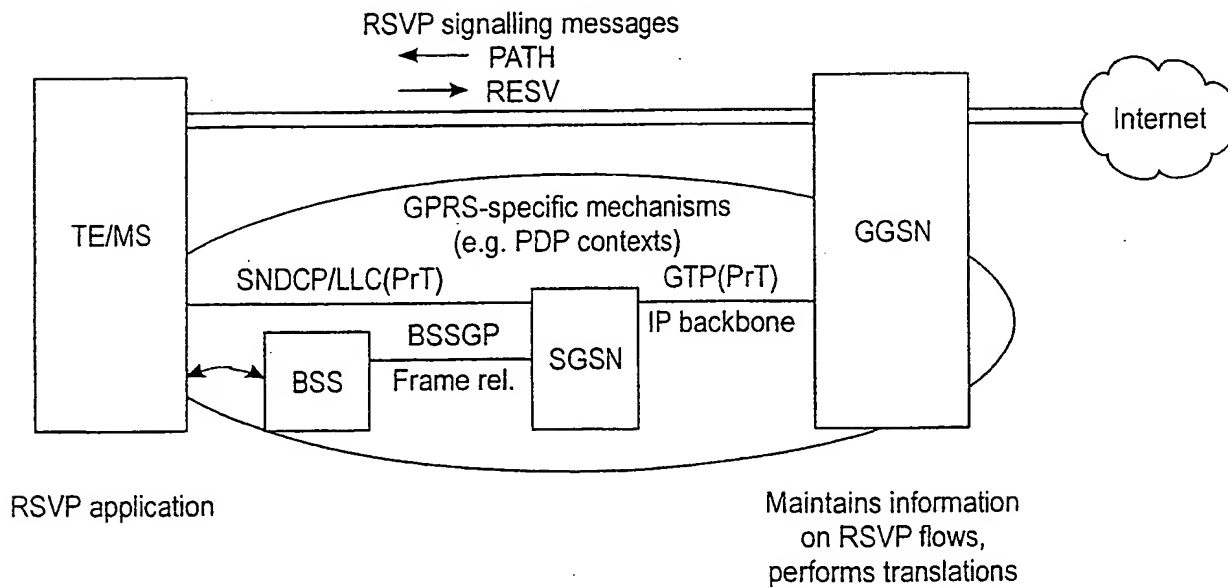 RSVP signalling messages
PATH
RESV
Internet
TE/MS
GPRS-specific mechanisms
(e.g. PDP contexts)
GGSN
SNDCP/LLC(PrT)
GTP(PrT)
IP backbone
BSSGP
SGSN
BSS
Frame rel.
RSVP application
Maintains information
on RSVP flows,
performs translations